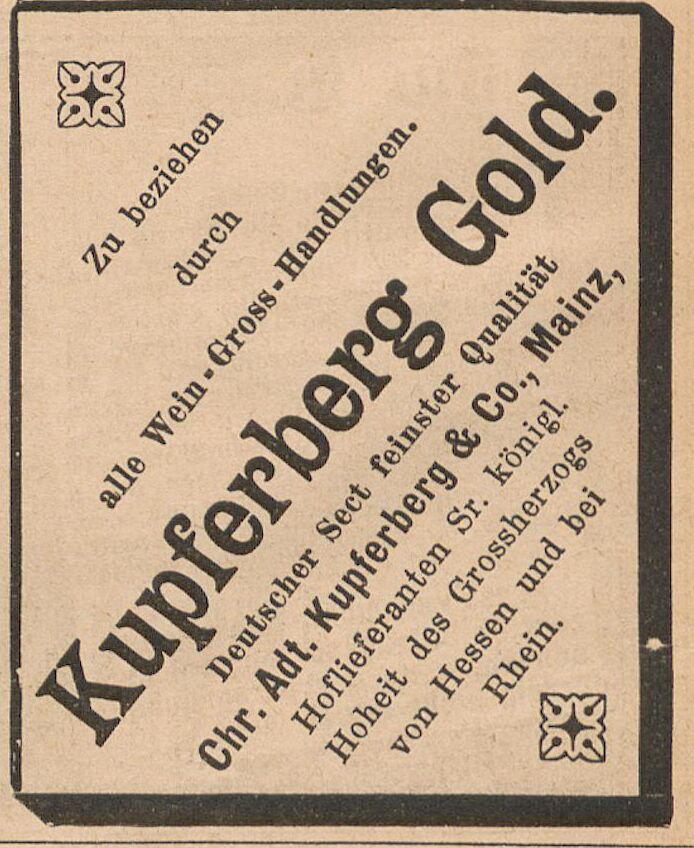 Zu beziehen
durch
alle Wein-Gross-Handlungen.
Kupferberg Gold.
Deutscher Sect feinster Qualität
Chr. Adt. Kupferberg & Co., Mainz,
Hoflieferanten Sr. königl.
Hoheit des Grossherzogs
von Hessen und bei
Rhein.